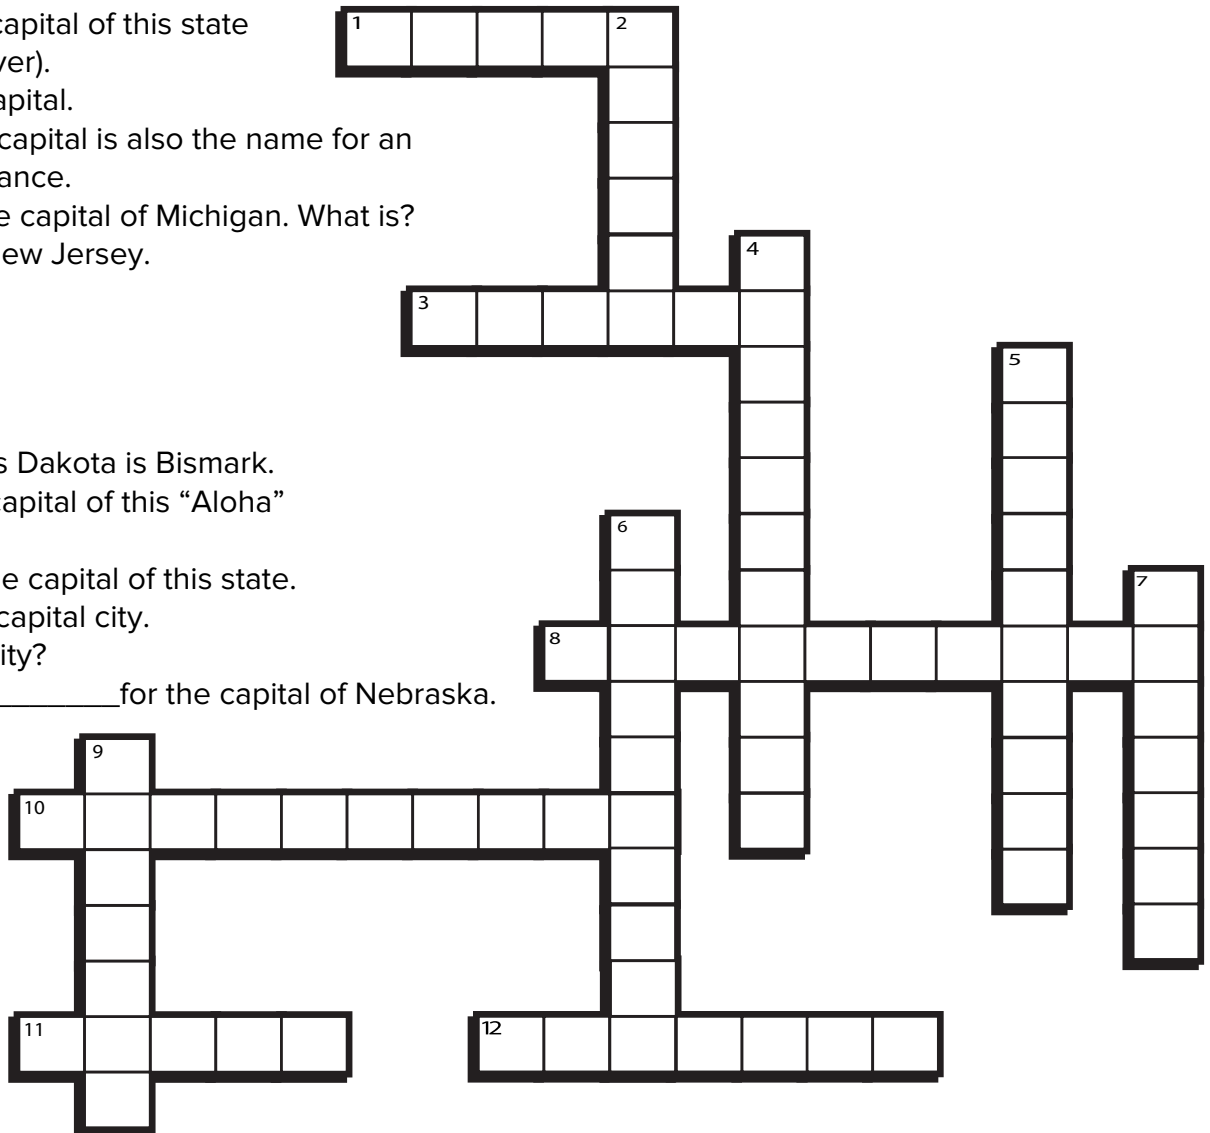 capital of this state
ver).
apital.
capital is also the name for an
ance.
e capital of Michigan. What is?
ew Jersey.
s Dakota is Bismark.
capital of this “Aloha”
e capital of this state.
capital city.
ity?
_______for the capital of Nebraska.
1
2
3
4
5
6
7
8
9
10
11
12